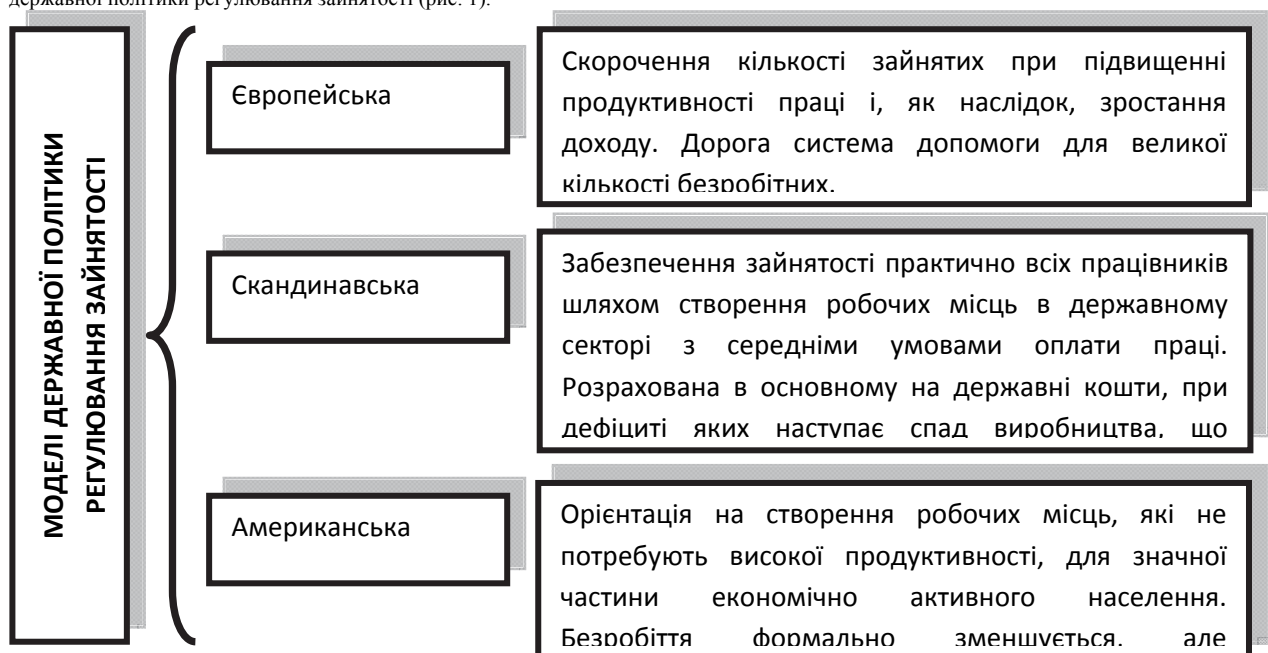 державної політики регулювання зайнятості (рис. 1).
МОДЕЛІ ДЕРЖАВНОЇ ПОЛІТИКИ
РЕГУЛЮВАННЯ ЗАЙНЯТОСТІ
Європейська
Скорочення кількості зайнятих при підвищенні
продуктивності праці і, як наслідок, зростання
доходу. Дорога система допомоги для великої
кількості безробітних.
Скандинавська
Забезпечення зайнятості практично всіх працівників
шляхом створення робочих місць в державному
секторі з середніми умовами оплати праці.
Розрахована в основному на державні кошти, при
дефіциті яких наступає спад виробництва, що
Американська
Орієнтація на створення робочих місць, які не
потребують високої продуктивності, для значної
частини економічно активного населення.
Безробіття формально зменшується, але